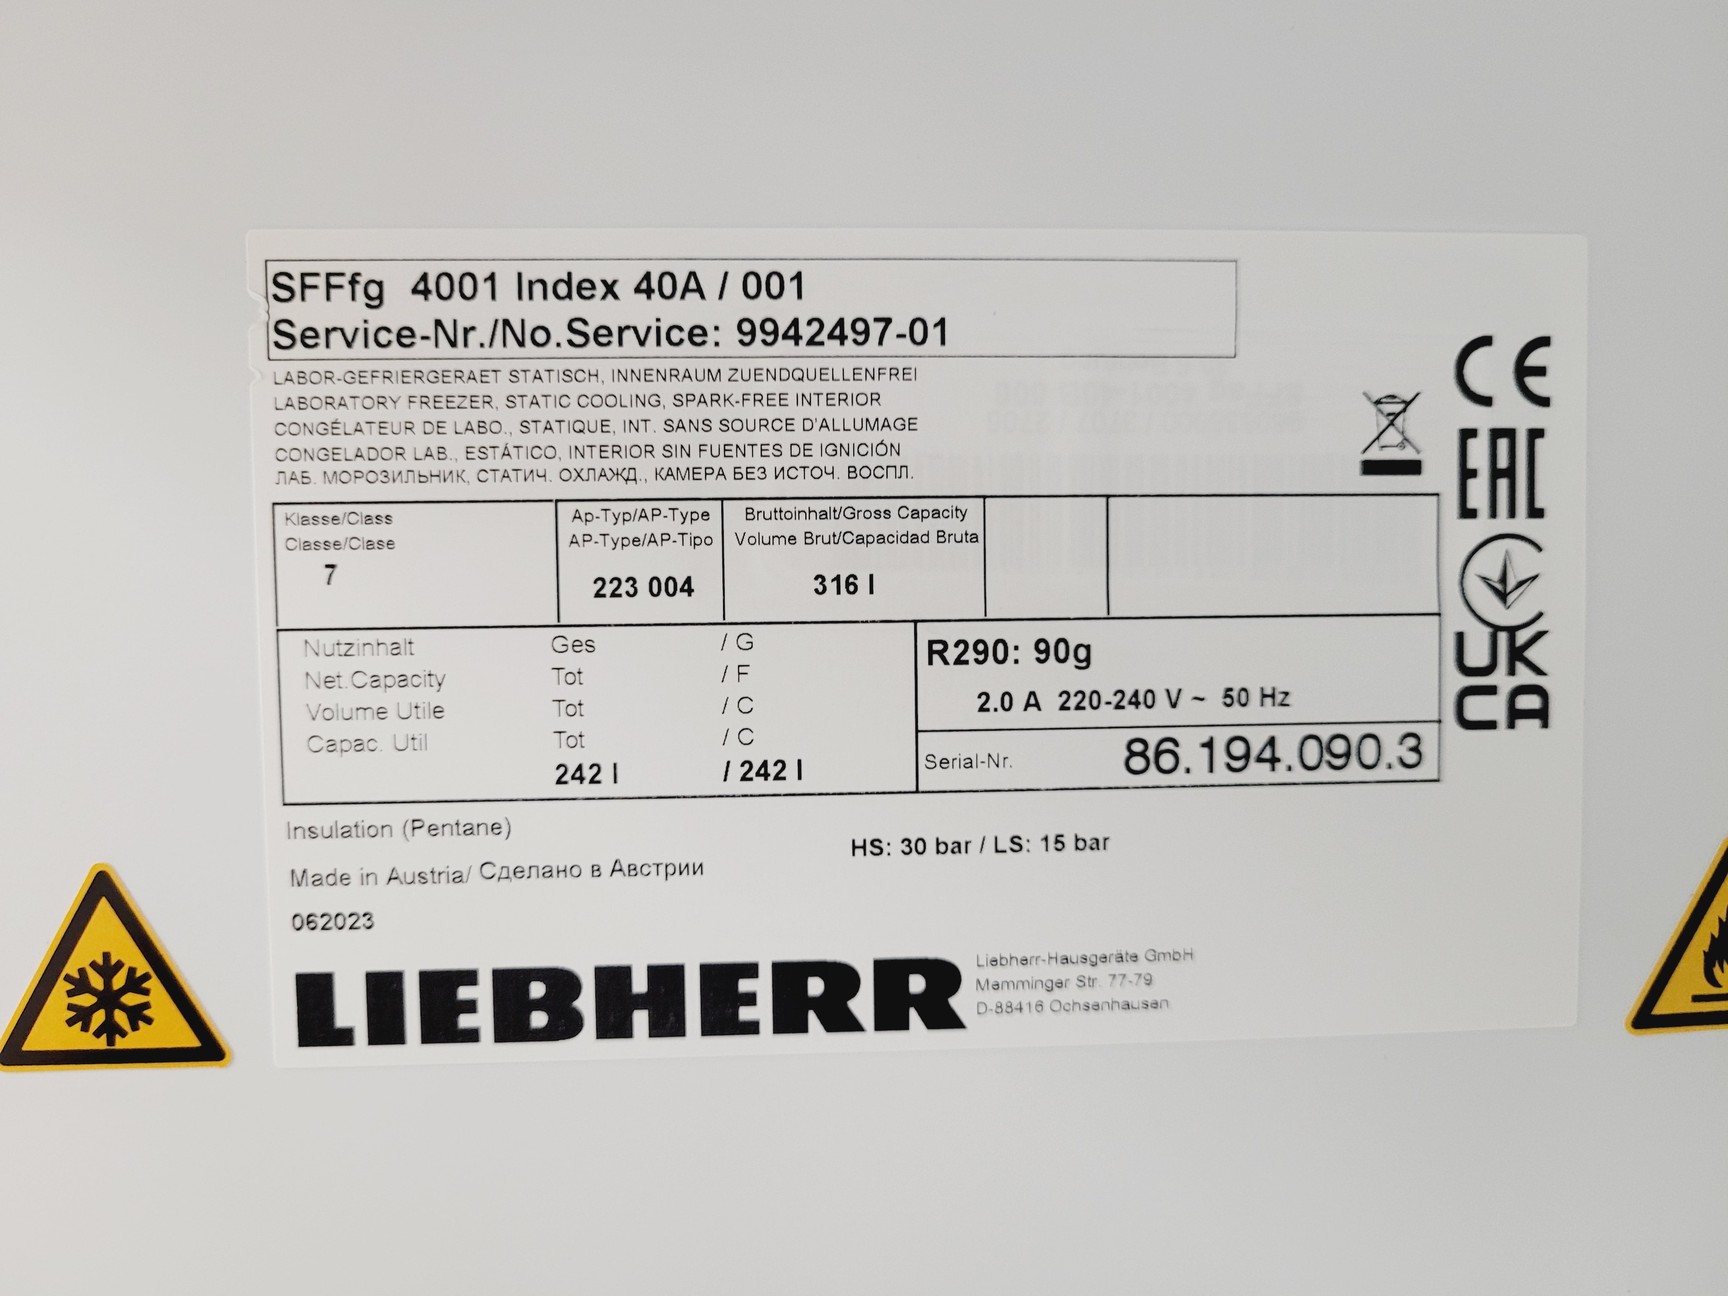 SFFfg 4001 Index 40A / 001
Service-Nr./No.Service: 9942497-01
LABOR-GEFRIERGERAET STATISCH, INNENRAUM ZUENDQUELLENFREI
LABORATORY FREEZER, STATIC COOLING, SPARK-FREE INTERIOR
CONGÉLATEUR DE LABO., STATIQUE, INT. SANS SOURCE D'ALLUMAGE
CONGELADOR LAB., ESTÁTICO, INTERIOR SIN FUENTES DE IGNICIÓN
ЛАБ. МОРОЗИЛЬНИК, СТАТИЧ. ОХЛАЖД., КАМЕРА БЕЗ ИСТОЧ. ВОСПЛ.
CE
EAC
UK
CA
Klasse/Class
Classe/Clase
7
Ap-Typ/AP-Type
AP-Type/AP-Tipo
223 004
Bruttoinhalt/Gross Capacity
Volume Brut/Capacidad Bruta
316 l
Nutzinhalt Ges / G
Net.Capacity Tot / F
Volume Utile Tot / C
Capac. Util Tot / C
242 l / 242 l
R290: 90g
2.0 A 220-240 V ~ 50 Hz
Serial-Nr. 86.194.090.3
Insulation (Pentane)
HS: 30 bar / LS: 15 bar
Made in Austria/ Сделано в Австрии
062023
LIEBHERR
Liebherr-Hausgeräte GmbH
Memminger Str. 77-79
D-88416 Ochsenhausen